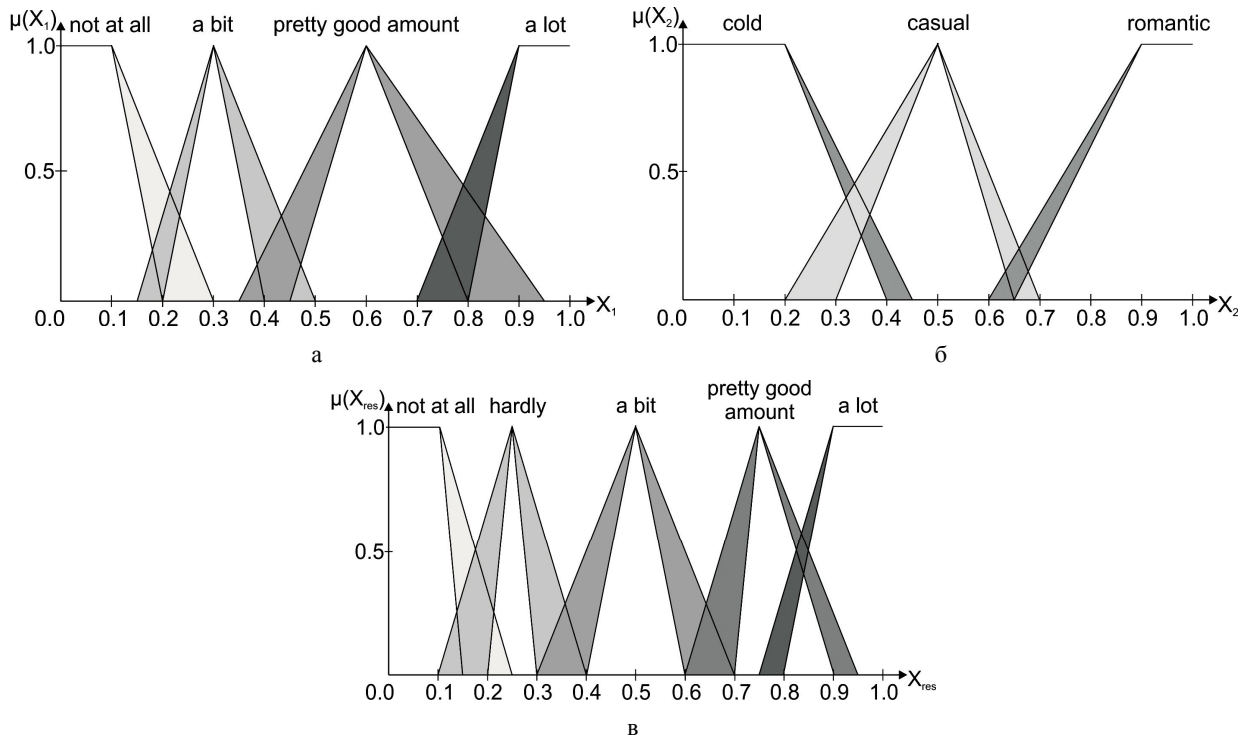 μ(X₁) not at all a bit pretty good amount a lot
1.0
0.5
0.0 0.1 0.2 0.3 0.4 0.5 0.6 0.7 0.8 0.9 1.0 X₁
а
μ(X₂) cold casual romantic
1.0
0.5
0.0 0.1 0.2 0.3 0.4 0.5 0.6 0.7 0.8 0.9 1.0 X₂
б
pretty good
μ(Xres) not at all hardly a bit amount a lot
1.0
0.5
0.0 0.1 0.2 0.3 0.4 0.5 0.6 0.7 0.8 0.9 1.0 Xres
в